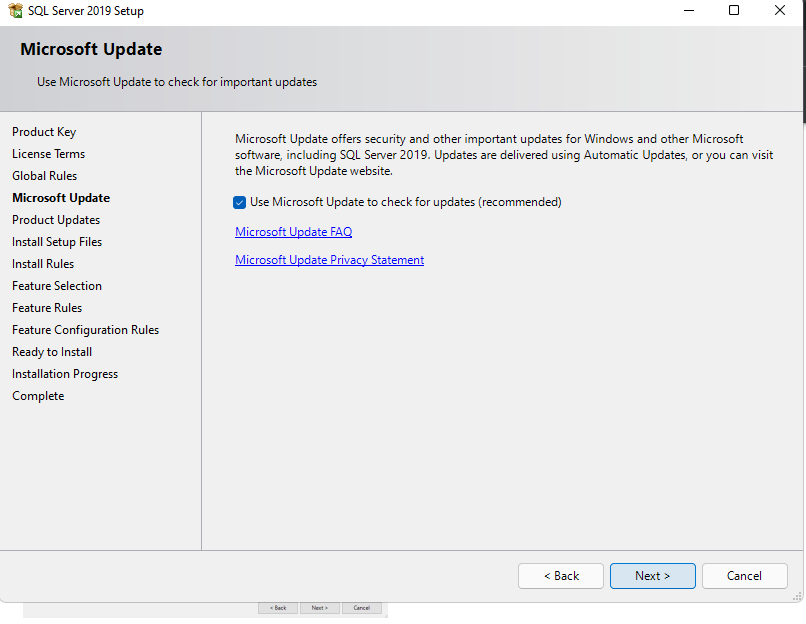 SQL Server 2019 Setup
Microsoft Update
Use Microsoft Update to check for important updates
Product Key
License Terms
Global Rules
Microsoft Update
Product Updates
Install Setup Files
Install Rules
Feature Selection
Feature Rules
Feature Configuration Rules
Ready to Install
Installation Progress
Complete
Microsoft Update offers security and other important updates for Windows and other Microsoft
software, including SQL Server 2019. Updates are delivered using Automatic Updates, or you can visit
the Microsoft Update website.
Use Microsoft Update to check for updates (recommended)
Microsoft Update FAQ
Microsoft Update Privacy Statement
< Back Next > Cancel
< Back Next > Cancel